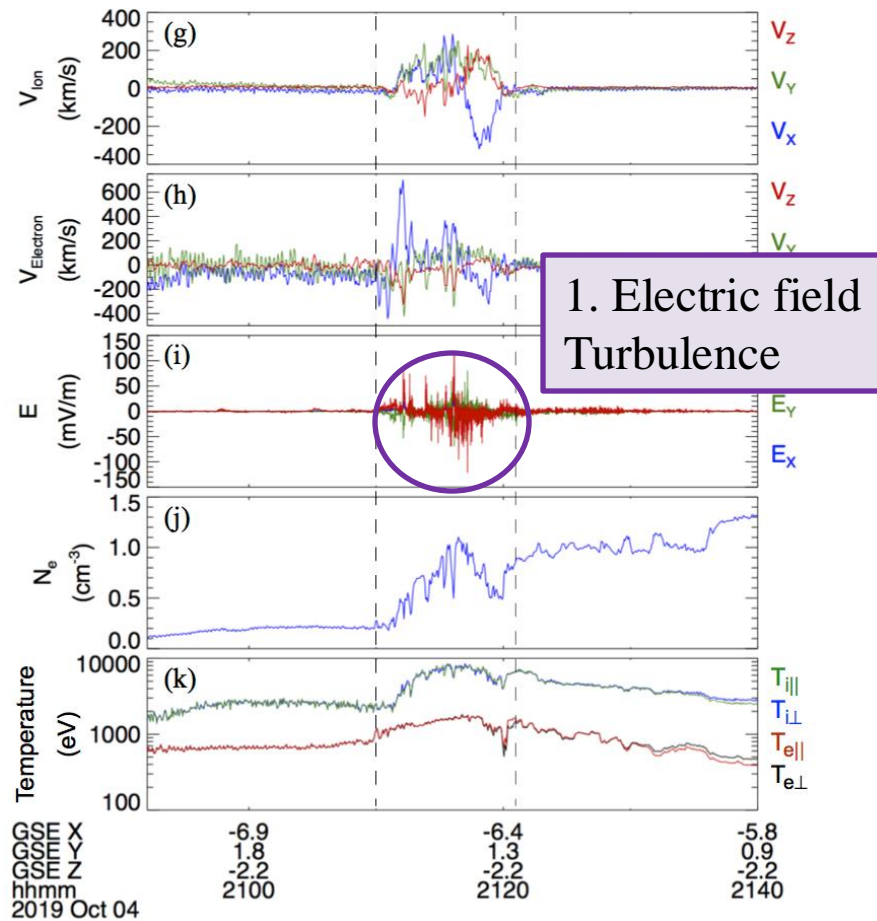 400
(g)
200
0
-200
-400
V_Ion
(km/s)
V_Z
V_Y
V_X
(h)
600
400
200
0
-200
-400
V_Electron
(km/s)
V_Z
V_Y
1. Electric field
Turbulence
150
100
50
0
-50
-100
-150
(i)
E
(mV/m)
E_Y
E_X
1.5
1.0
0.5
0.0
(j)
N_e
(cm⁻³)
10000
1000
100
(k)
Temperature
(eV)
T_i||
T_i⊥
T_e||
T_e⊥
GSE X -6.9 -6.4 -5.8
GSE Y 1.8 1.3 0.9
GSE Z -2.2 -2.2 -2.2
hhmm 2100 2120 2140
2019 Oct 04